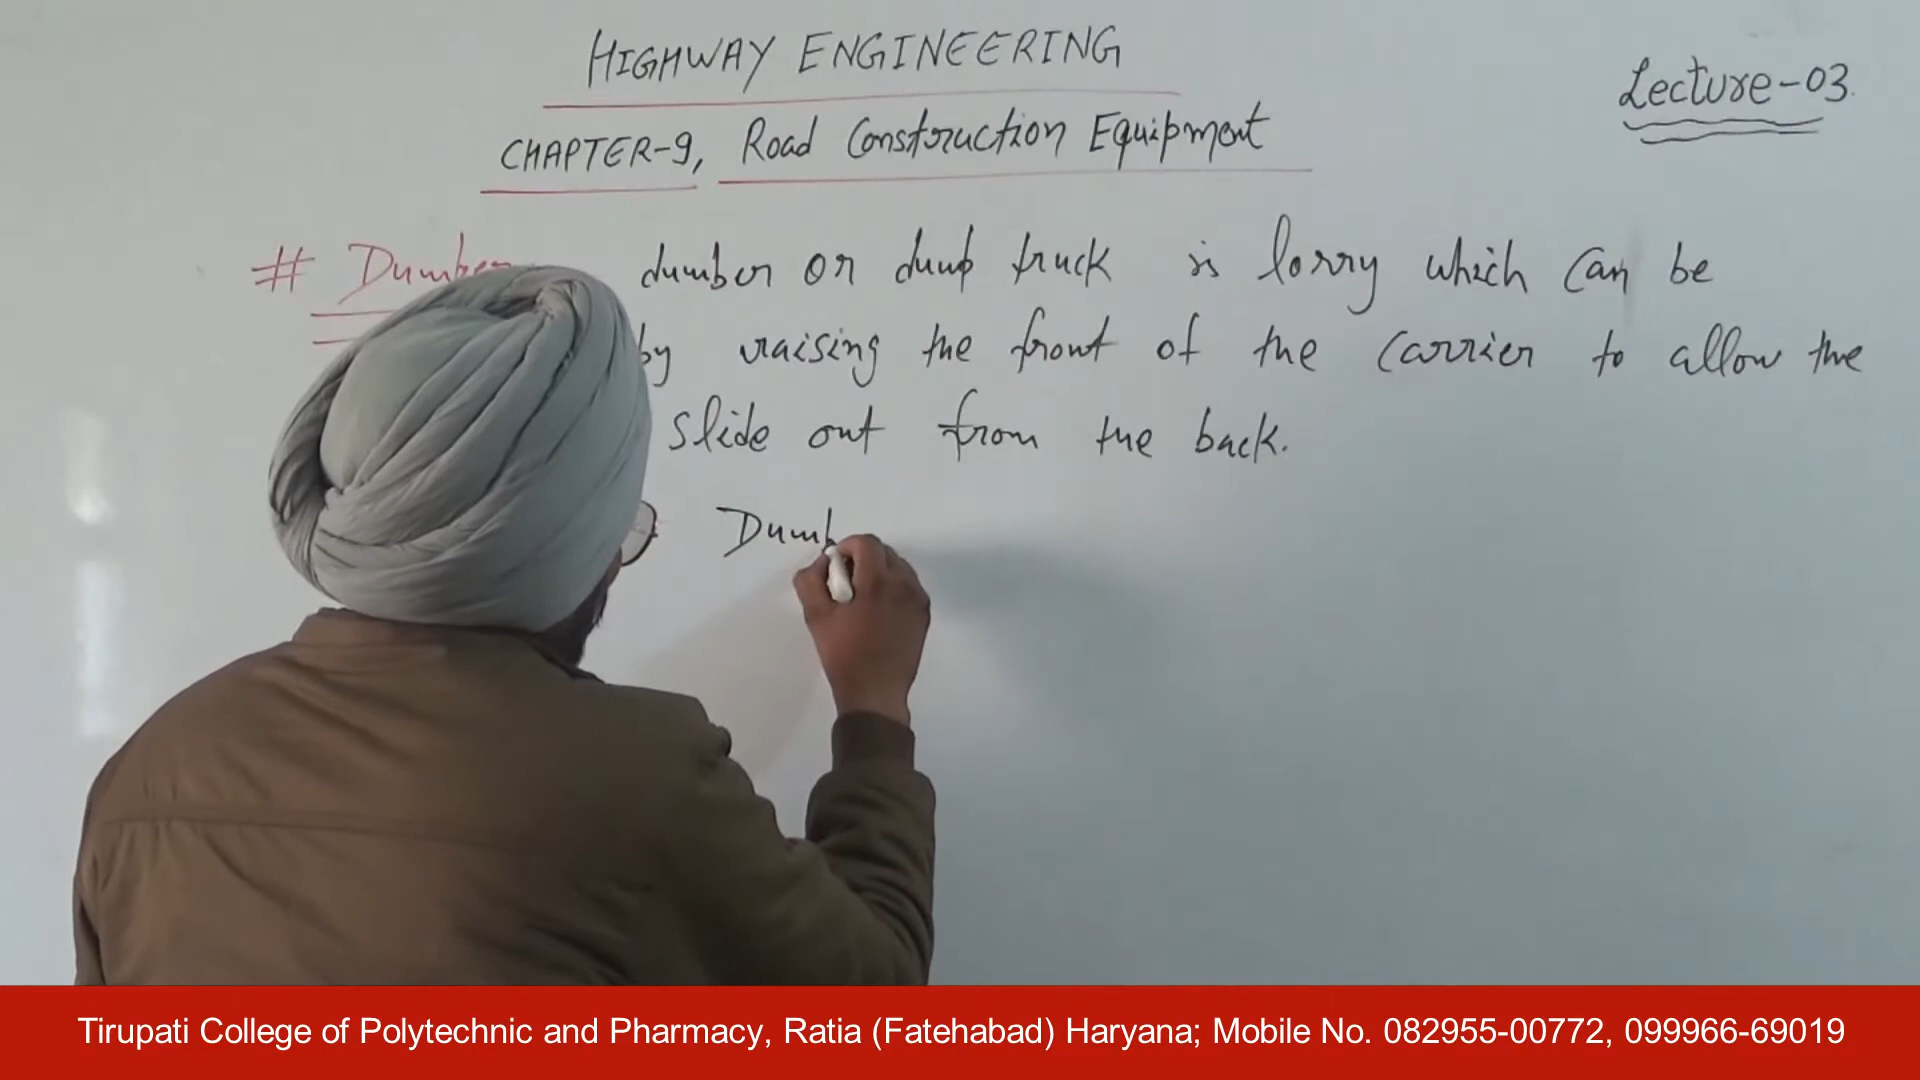 HIGHWAY ENGINEERING
Lecture-03
CHAPTER-9, Road Construction Equipment
# Dumber dumber or dump truck is lorry which can be
by raising the front of the carrier to allow the
slide out from the back.
Dumb
Tirupati College of Polytechnic and Pharmacy, Ratia (Fatehabad) Haryana; Mobile No. 082955-00772, 099966-69019